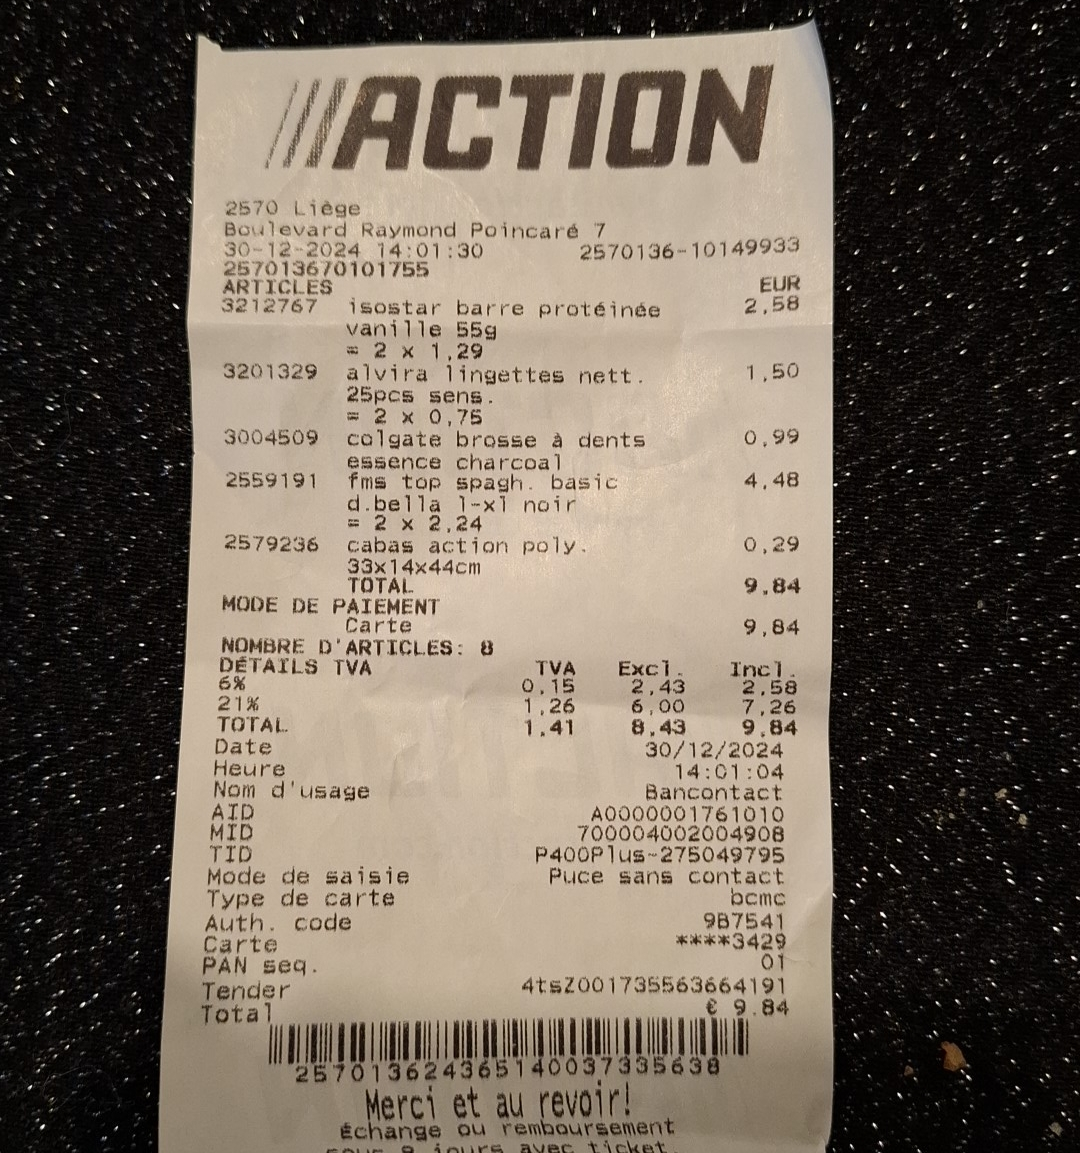 ///ACTION
2570 Liège
Boulevard Raymond Poincaré 7
30-12-2024 14:01:30 2570136-10149933
257013670101755
ARTICLES EUR
3212767 isostar barre protéinée 2,58
vanille 55g
= 2 x 1,29
3201329 alvira lingettes nett. 1,50
25pcs sens.
= 2 x 0,75
3004509 colgate brosse à dents 0,99
essence charcoal
2559191 fms top spagh. basic 4,48
d.bella l-xl noir
= 2 x 2,24
2579236 cabas action poly. 0,29
33x14x44cm
TOTAL 9,84
MODE DE PAIEMENT
Carte 9,84
NOMBRE D'ARTICLES: 8
DÉTAILS TVA TVA Excl. Incl.
6% 0,15 2,43 2,58
21% 1,26 6,00 7,26
TOTAL 1,41 8,43 9,84
Date 30/12/2024
Heure 14:01:04
Nom d'usage Bancontact
AID A0000001761010
MID 700004002004908
TID P400Plus-275049795
Mode de saisie Puce sans contact
Type de carte bcmc
Auth. code 9B7541
Carte ****3429
PAN seq. 01
Tender 4tsZ001735563664191
Total € 9.84
257013624365140037335638
Merci et au revoir!
Échange ou remboursement
sous 8 jours avec ticket.